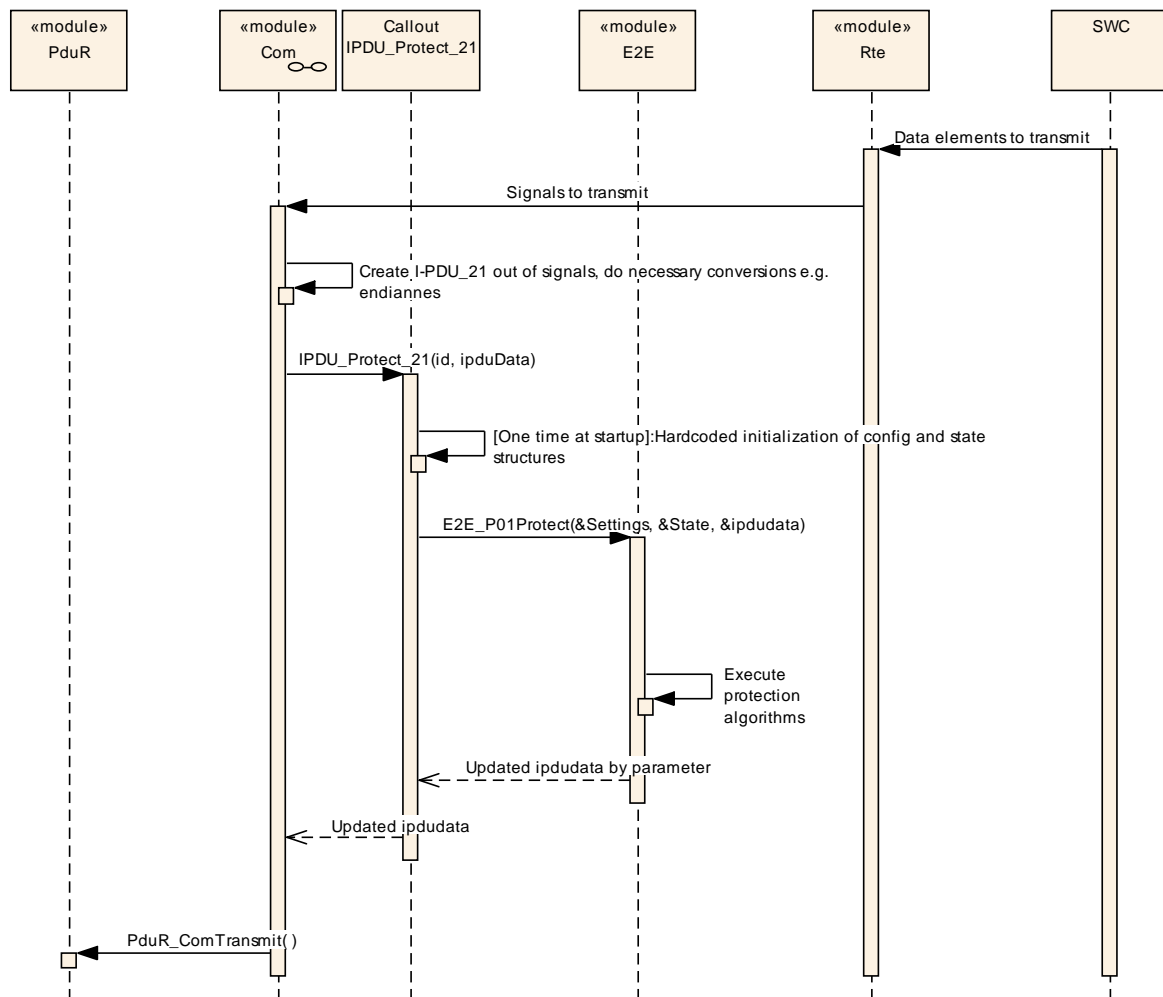 «module»
PduR
«module»
Com
Callout
IPDU_Protect_21
«module»
E2E
«module»
Rte
SWC
Data elements to transmit
Signals to transmit
Create I-PDU_21 out of signals, do necessary conversions e.g.
endiannes
IPDU_Protect_21(id, ipduData)
[One time at startup]:Hardcoded initialization of config and state
structures
E2E_P01Protect(&Settings, &State, &ipdudata)
Execute
protection
algorithms
Updated ipdudata by parameter
Updated ipdudata
PduR_ComTransmit( )